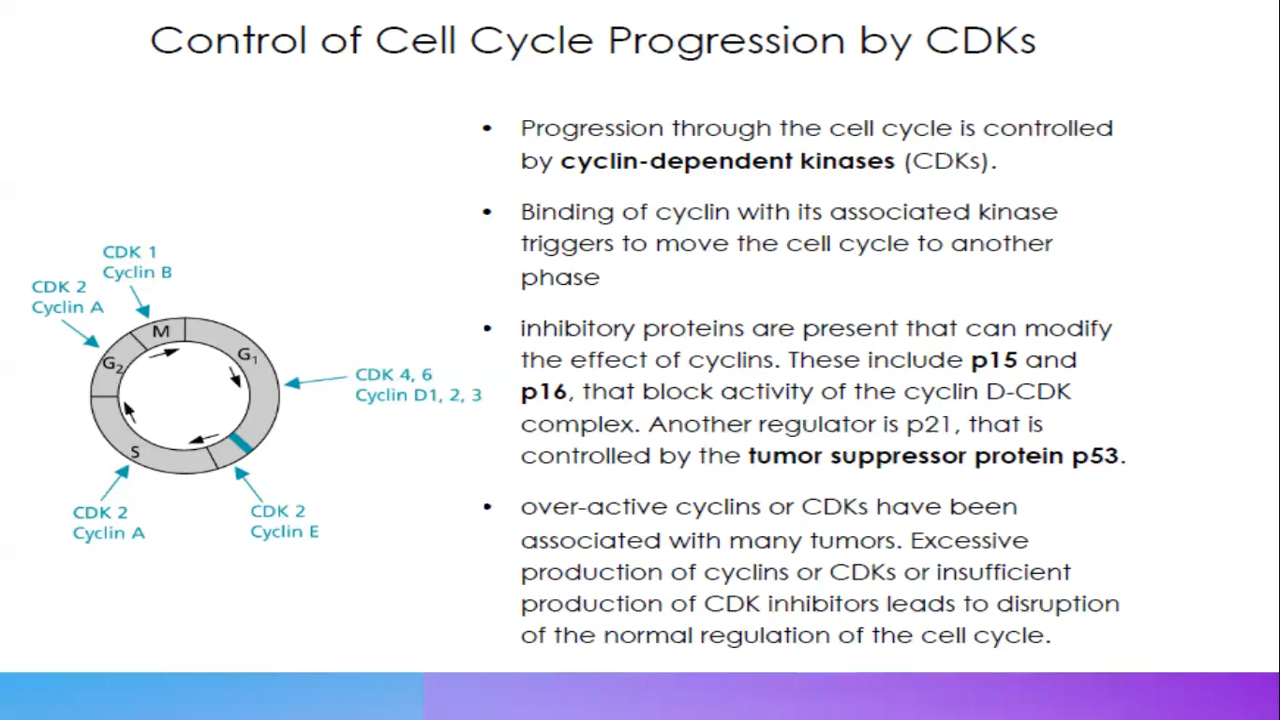 Control of Cell Cycle Progression by CDKs
• Progression through the cell cycle is controlled
by cyclin-dependent kinases (CDKs).
• Binding of cyclin with its associated kinase
triggers to move the cell cycle to another
phase
• inhibitory proteins are present that can modify
the effect of cyclins. These include p15 and
p16, that block activity of the cyclin D-CDK
complex. Another regulator is p21, that is
controlled by the tumor suppressor protein p53.
• over-active cyclins or CDKs have been
associated with many tumors. Excessive
production of cyclins or CDKs or insufficient
production of CDK inhibitors leads to disruption
of the normal regulation of the cell cycle.
CDK 1
Cyclin B
CDK 2
Cyclin A
M
G2
G1
S
CDK 4, 6
Cyclin D1, 2, 3
CDK 2
Cyclin A
CDK 2
Cyclin E